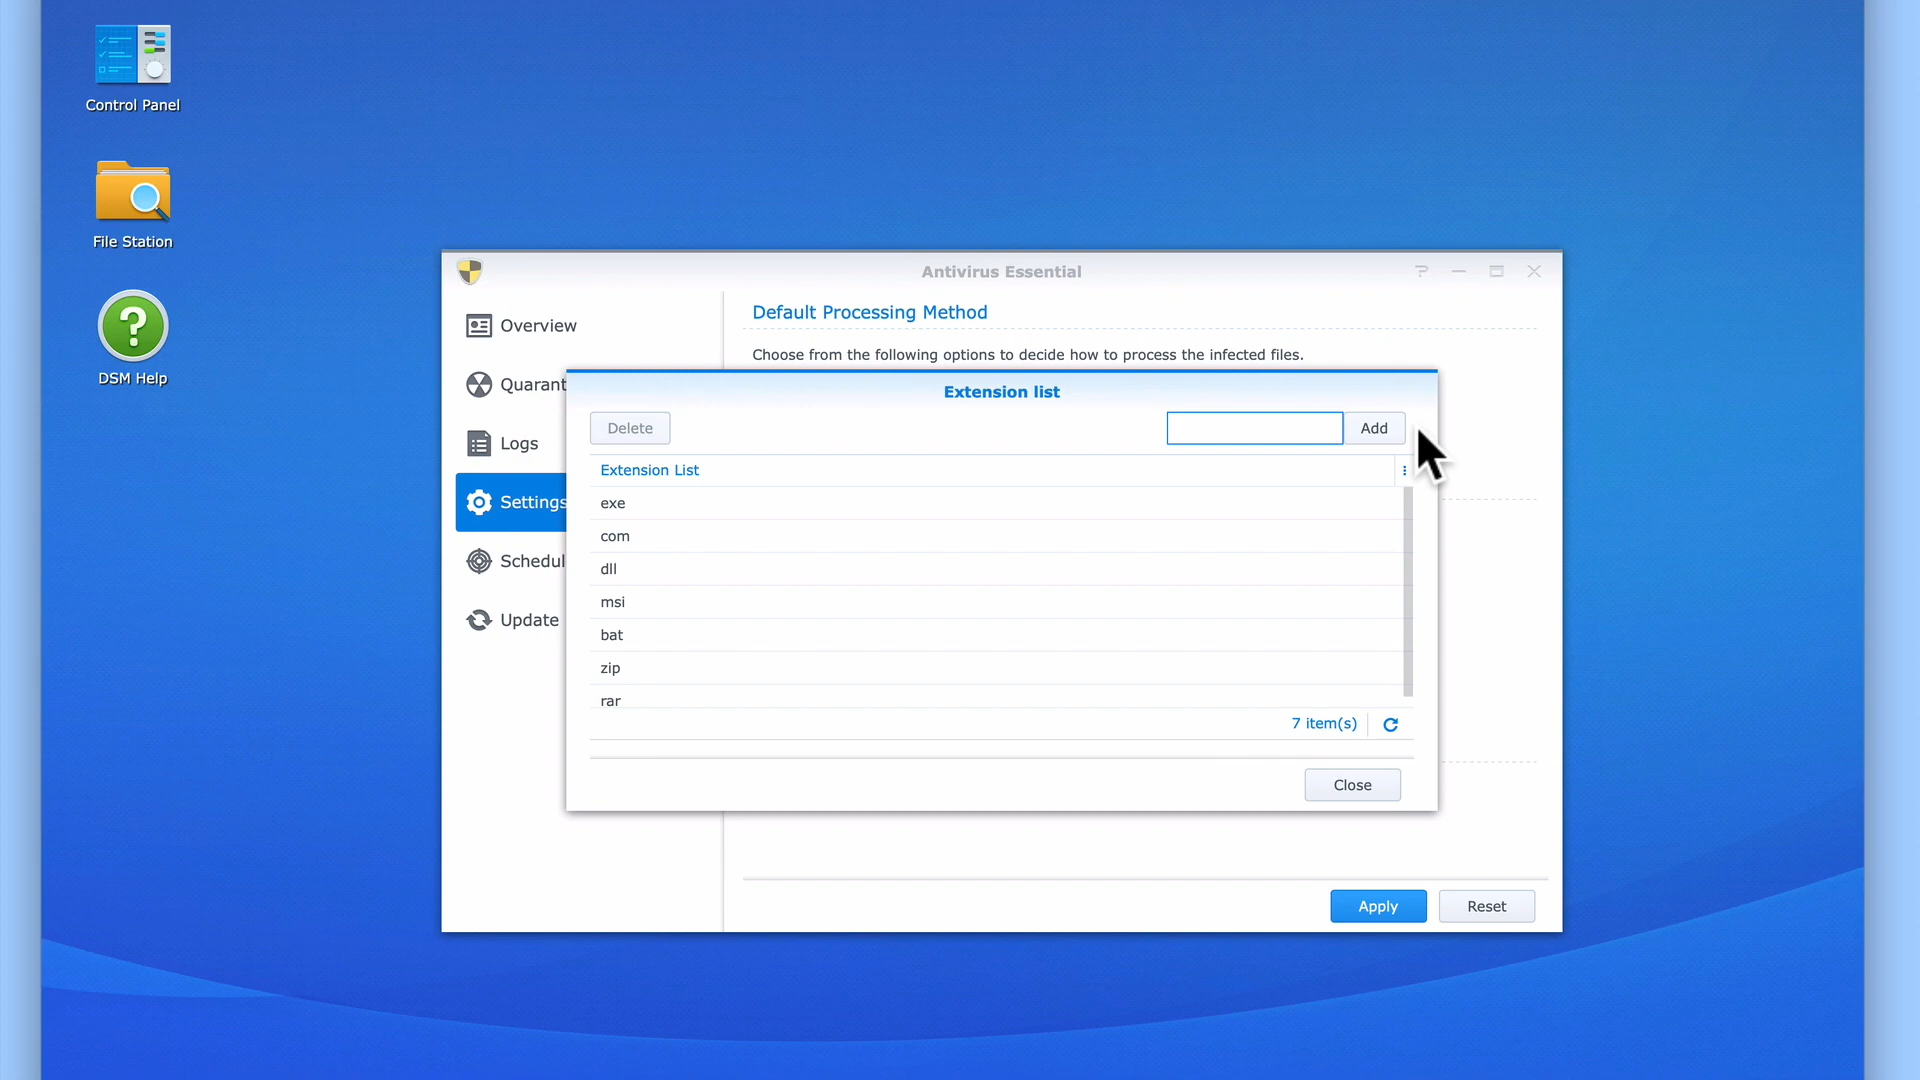 Control Panel
File Station
DSM Help
Antivirus Essential
Overview
Quarant
Logs
Settings
Schedul
Update
Default Processing Method
Choose from the following options to decide how to process the infected files.
Extension list
Delete
Add
Extension List
exe
com
dll
msi
bat
zip
rar
7 item(s)
Close
Apply
Reset